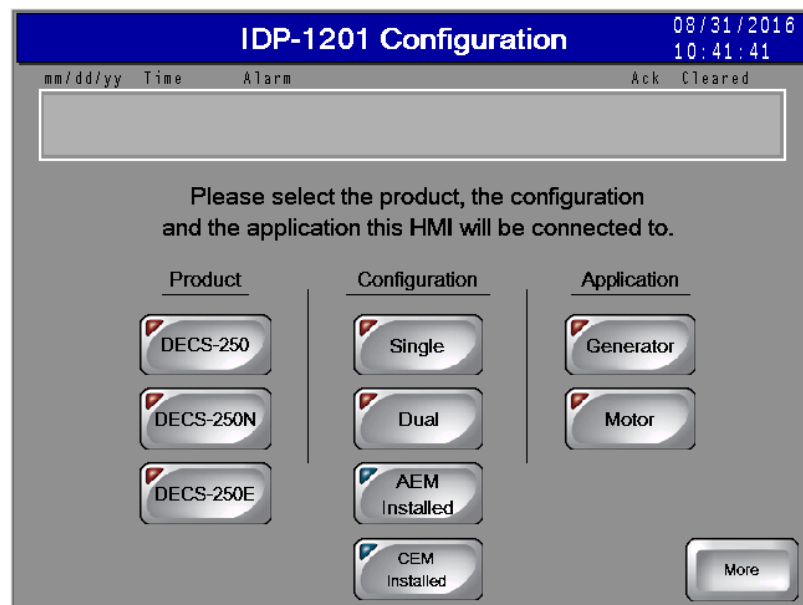 IDP-1201 Configuration
08/31/2016
10:41:41
mm/dd/yy Time Alarm Ack Cleared
Please select the product, the configuration
and the application this HMI will be connected to.
Product Configuration Application
DECS-250 Single Generator
DECS-250N Dual Motor
DECS-250E AEM
Installed
CEM
Installed
More